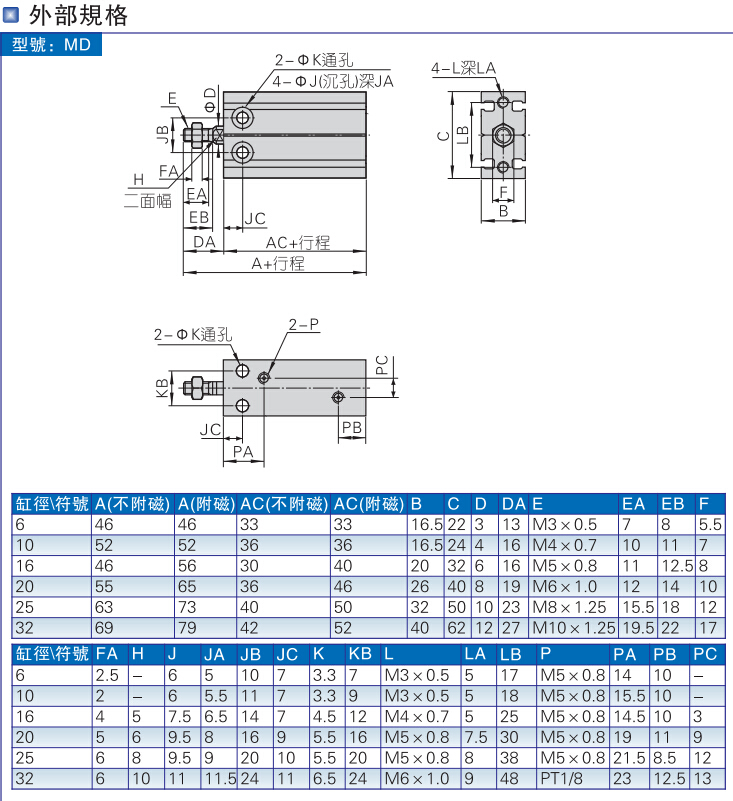 外部規格
型號：MD
2-ΦK通孔
4-ΦJ(沉孔)深JA
4-L深LA
E
ΦD
JB
C
LB
FA
H
二面幅
EA
EB
JC
DA
AC+行程
A+行程
F
B
2-ΦK通孔
2-P
KB
PC
JC
PA
PB
缸徑\符號 A(不附磁) A(附磁) AC(不附磁) AC(附磁) B C D DA E EA EB F
6 46 46 33 33 16.5 22 3 13 M3×0.5 7 8 5.5
10 52 52 36 36 16.5 24 4 16 M4×0.7 10 11 7
16 46 56 30 40 20 32 6 16 M5×0.8 11 12.5 8
20 55 65 36 46 26 40 8 19 M6×1.0 12 14 10
25 63 73 40 50 32 50 10 23 M8×1.25 15.5 18 12
32 69 79 42 52 40 62 12 27 M10×1.25 19.5 22 17
缸徑\符號 FA H J JA JB JC K KB L LA LB P PA PB PC
6 2.5 – 6 5 10 7 3.3 7 M3×0.5 5 17 M5×0.8 14 10 –
10 2 – 6 5.5 11 7 3.3 9 M3×0.5 5 18 M5×0.8 15.5 10 –
16 4 5 7.5 6.5 14 7 4.5 12 M4×0.7 5 25 M5×0.8 14.5 10 3
20 5 6 9.5 8 16 9 5.5 16 M5×0.8 7.5 30 M5×0.8 19 11 9
25 6 8 9.5 9 20 10 5.5 20 M5×0.8 8 38 M5×0.8 21.5 8.5 12
32 6 10 11 11.5 24 11 6.5 24 M6×1.0 9 48 PT1/8 23 12.5 13